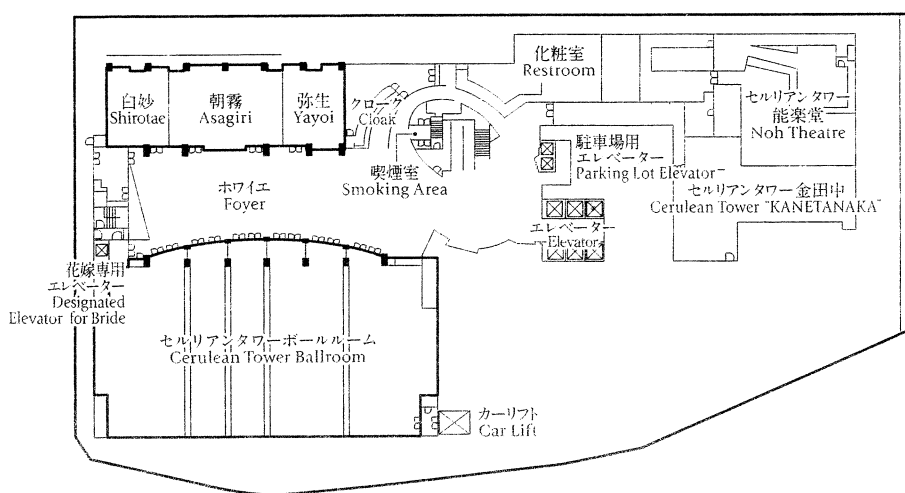 白妙
Shirotae
朝霧
Asagiri
弥生
Yayoi
クローク
Cloak
化粧室
Restroom
セルリアンタワー
能楽堂
Noh Theatre
喫煙室
Smoking Area
駐車場用
エレベーター
Parking Lot Elevator
ホワイエ
Foyer
セルリアンタワー金田中
Cerulean Tower "KANETANAKA"
エレベーター
Elevator
花嫁専用
エレベーター
Designated
Elevator for Bride
セルリアンタワーボールルーム
Cerulean Tower Ballroom
カーリフト
Car Lift